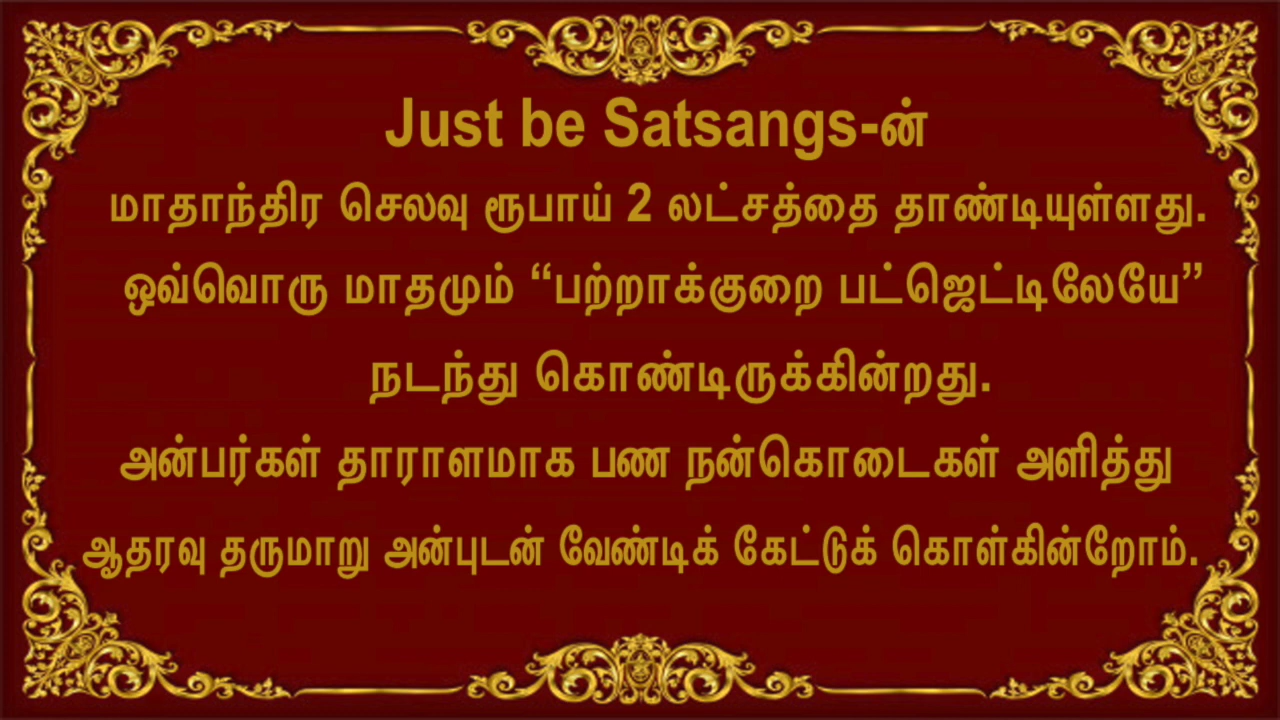 Just be Satsangs-ன்
மாதாந்திர செலவு ரூபாய் 2 லட்சத்தை தாண்டியுள்ளது.
ஒவ்வொரு மாதமும் “பற்றாக்குறை பட்ஜெட்டிலேயே”
நடந்து கொண்டிருக்கின்றது.
அன்பர்கள் தாராளமாக பண நன்கொடைகள் அளித்து
ஆதரவு தருமாறு அன்புடன் வேண்டிக் கேட்டுக் கொள்கின்றோம்.